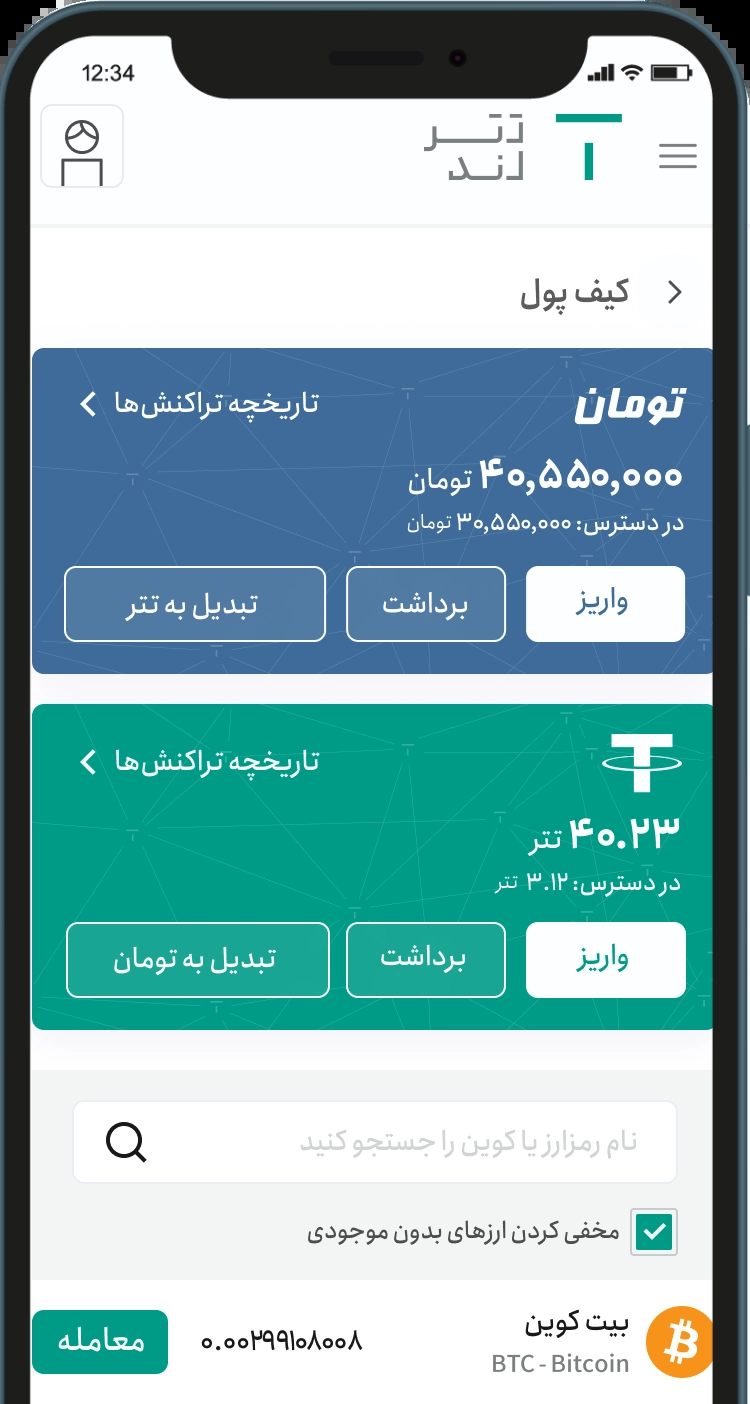 12:34
تتر
لند
کیف پول
تومان
تاریخچه تراکنش‌ها
۴۰,۵۵۰,۰۰۰ تومان
در دسترس: ۳۰,۵۵۰,۰۰۰ تومان
واریز
برداشت
تبدیل به تتر
تاریخچه تراکنش‌ها
۴۰.۲۳ تتر
در دسترس: ۳.۱۲ تتر
واریز
برداشت
تبدیل به تومان
نام رمزارز یا کوین را جستجو کنید
مخفی کردن ارزهای بدون موجودی
بیت کوین
BTC - Bitcoin
۰.۰۰۲۹۹۱۰۸۰۰۸
معامله